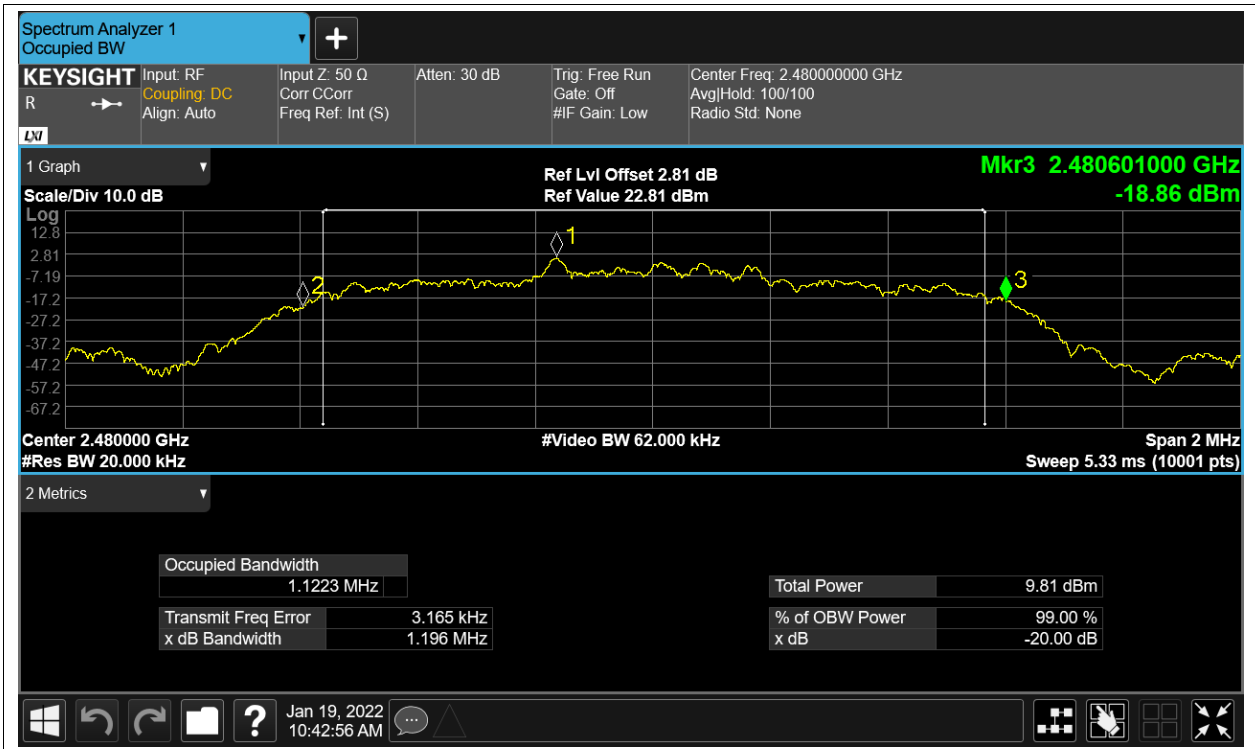 Spectrum Analyzer 1
Occupied BW
KEYSIGHT
R
LXI
Input: RF
Coupling: DC
Align: Auto
Input Z: 50 Ω
Corr CCorr
Freq Ref: Int (S)
Atten: 30 dB
Trig: Free Run
Gate: Off
#IF Gain: Low
Center Freq: 2.480000000 GHz
Avg|Hold: 100/100
Radio Std: None
1 Graph
Scale/Div 10.0 dB
Ref Lvl Offset 2.81 dB
Ref Value 22.81 dBm
Mkr3 2.480601000 GHz
-18.86 dBm
Log
12.8
2.81
-7.19
-17.2
-27.2
-37.2
-47.2
-57.2
-67.2
1
2
3
Center 2.480000 GHz
#Video BW 62.000 kHz
Span 2 MHz
#Res BW 20.000 kHz
Sweep 5.33 ms (10001 pts)
2 Metrics
Occupied Bandwidth
1.1223 MHz
Transmit Freq Error 3.165 kHz
x dB Bandwidth 1.196 MHz
Total Power 9.81 dBm
% of OBW Power 99.00 %
x dB -20.00 dB
?
Jan 19, 2022
10:42:56 AM